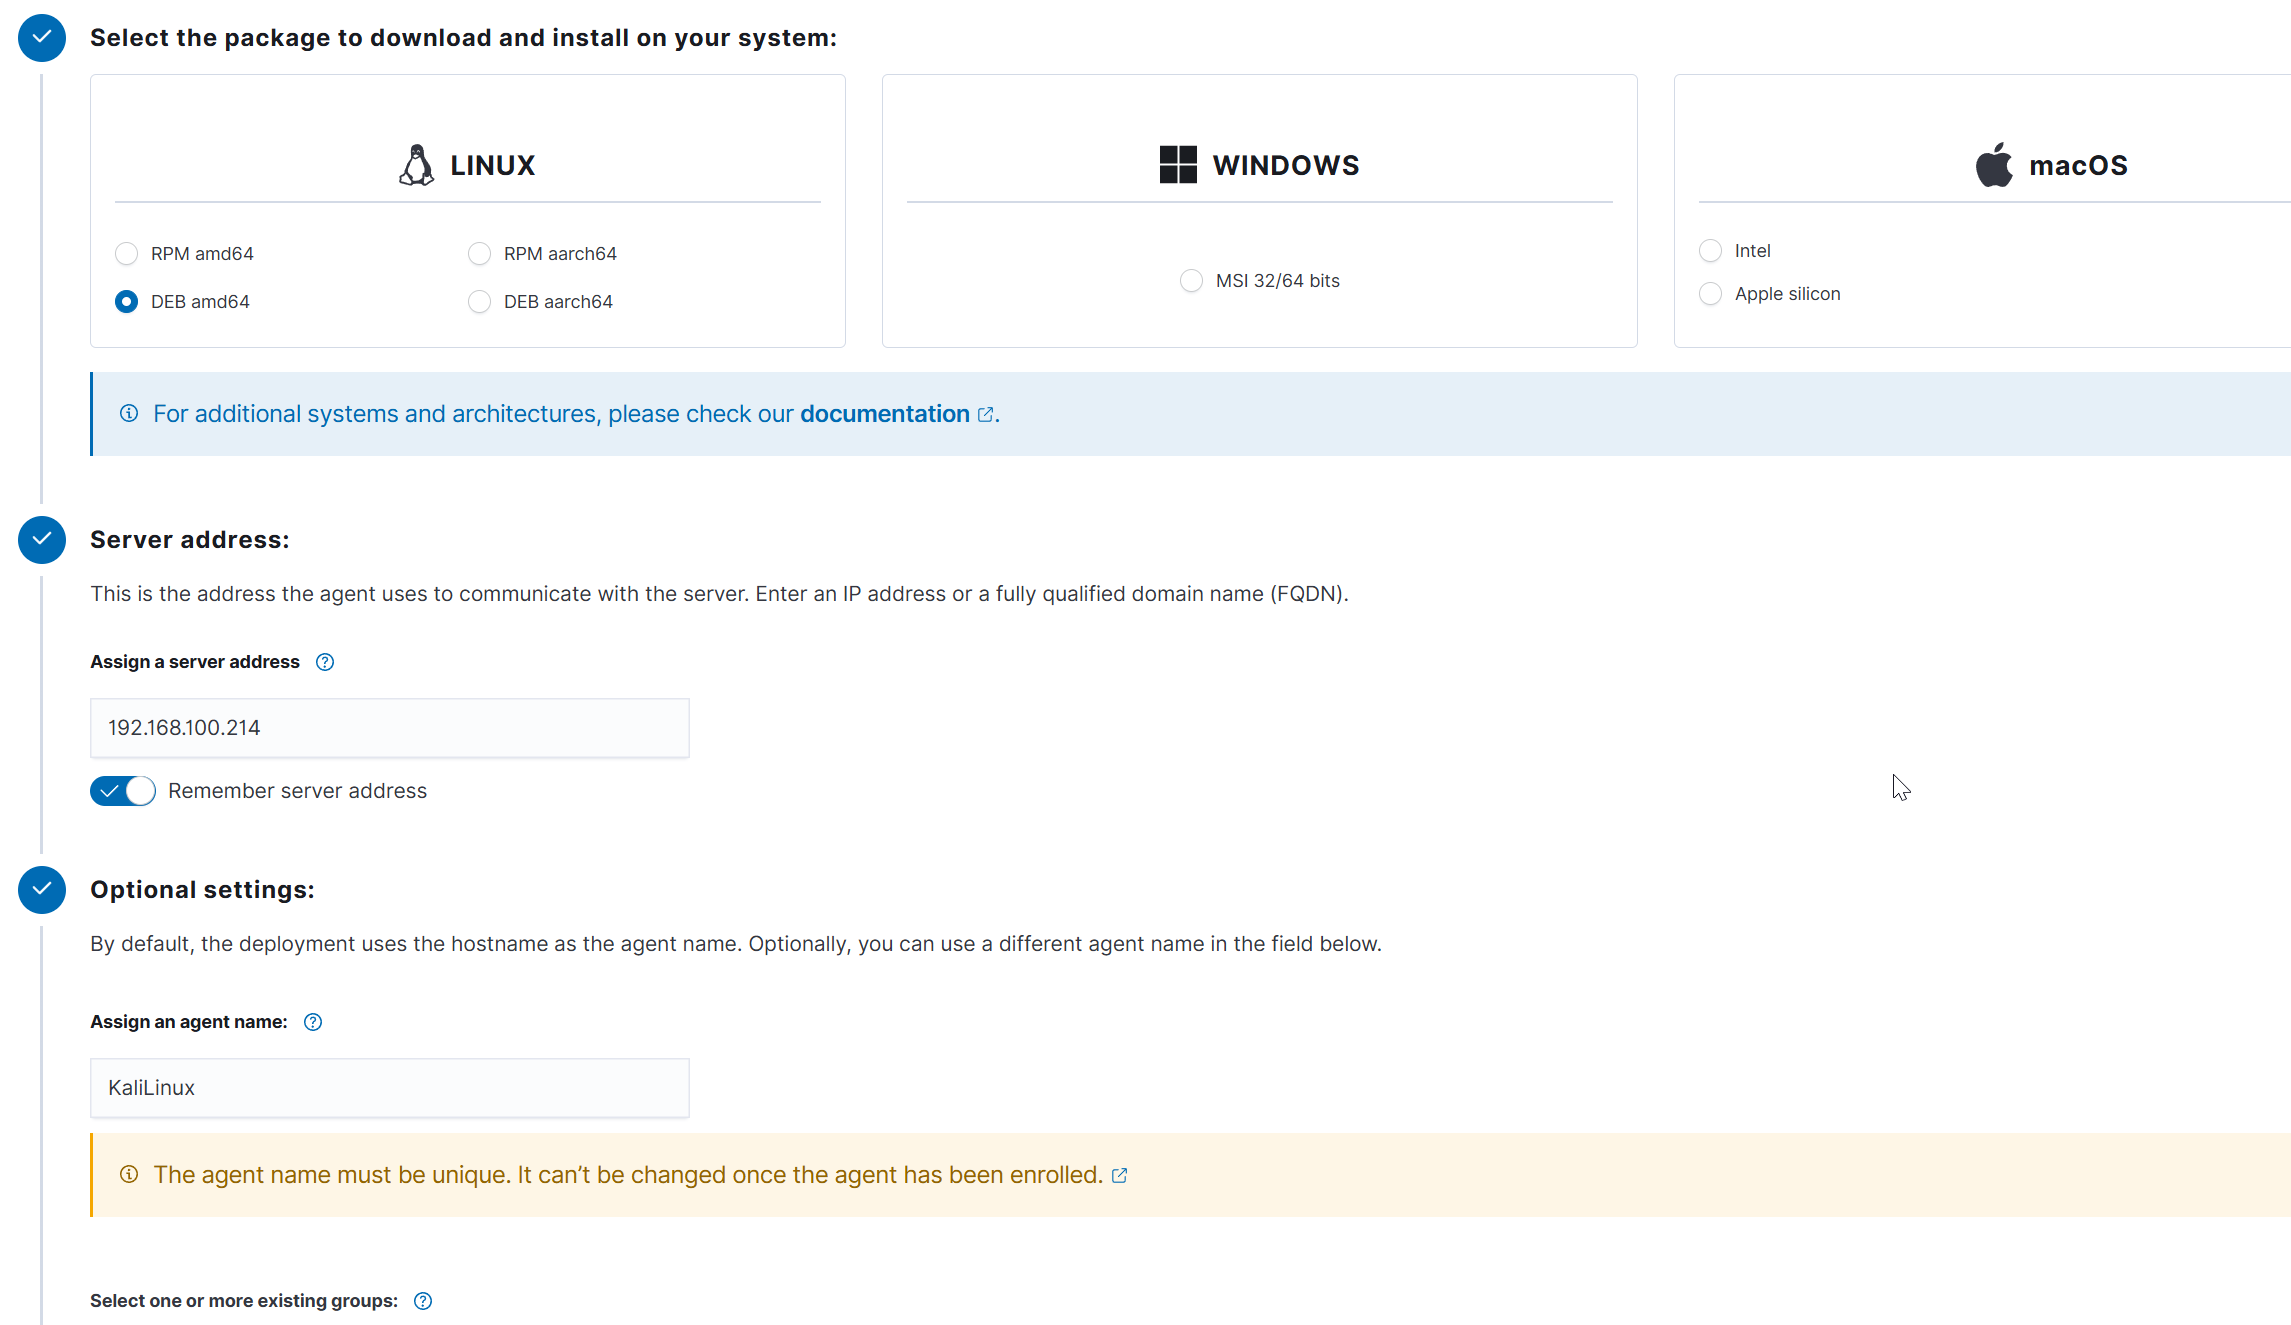 Select the package to download and install on your system:
LINUX
WINDOWS
macOS
RPM amd64
RPM aarch64
DEB amd64
DEB aarch64
MSI 32/64 bits
Intel
Apple silicon
For additional systems and architectures, please check our documentation.
Server address:
This is the address the agent uses to communicate with the server. Enter an IP address or a fully qualified domain name (FQDN).
Assign a server address
192.168.100.214
Remember server address
Optional settings:
By default, the deployment uses the hostname as the agent name. Optionally, you can use a different agent name in the field below.
Assign an agent name:
KaliLinux
The agent name must be unique. It can’t be changed once the agent has been enrolled.
Select one or more existing groups: